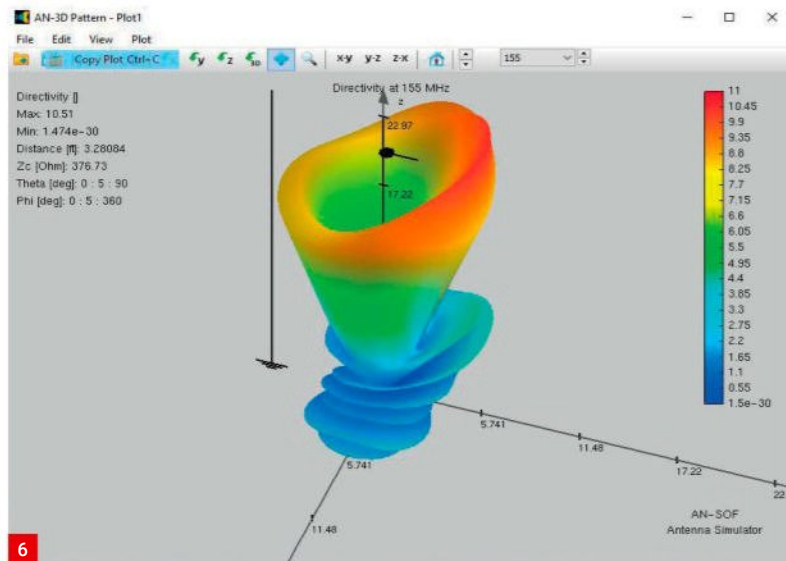 AN-3D Pattern - Plot1
File Edit View Plot
Copy Plot Ctrl-C
y z 3D x-y y-z z-x 155
Directivity []
Max: 10.51
Min: 1.474e-30
Distance [ft]: 3.28084
Zc [Ohm]: 376.73
Theta [deg]: 0 : 5 : 90
Phi [deg]: 0 : 5 : 360
Directivity at 155 MHz
z
22.97
17.22
5.741
11.48
17.22
22.
5.741
11.48
11
10.45
9.9
9.35
8.8
8.25
7.7
7.15
6.6
6.05
5.5
4.95
4.4
3.85
3.3
2.75
2.2
1.65
1.1
0.55
1.5e-30
AN-SOF
Antenna Simulator
6